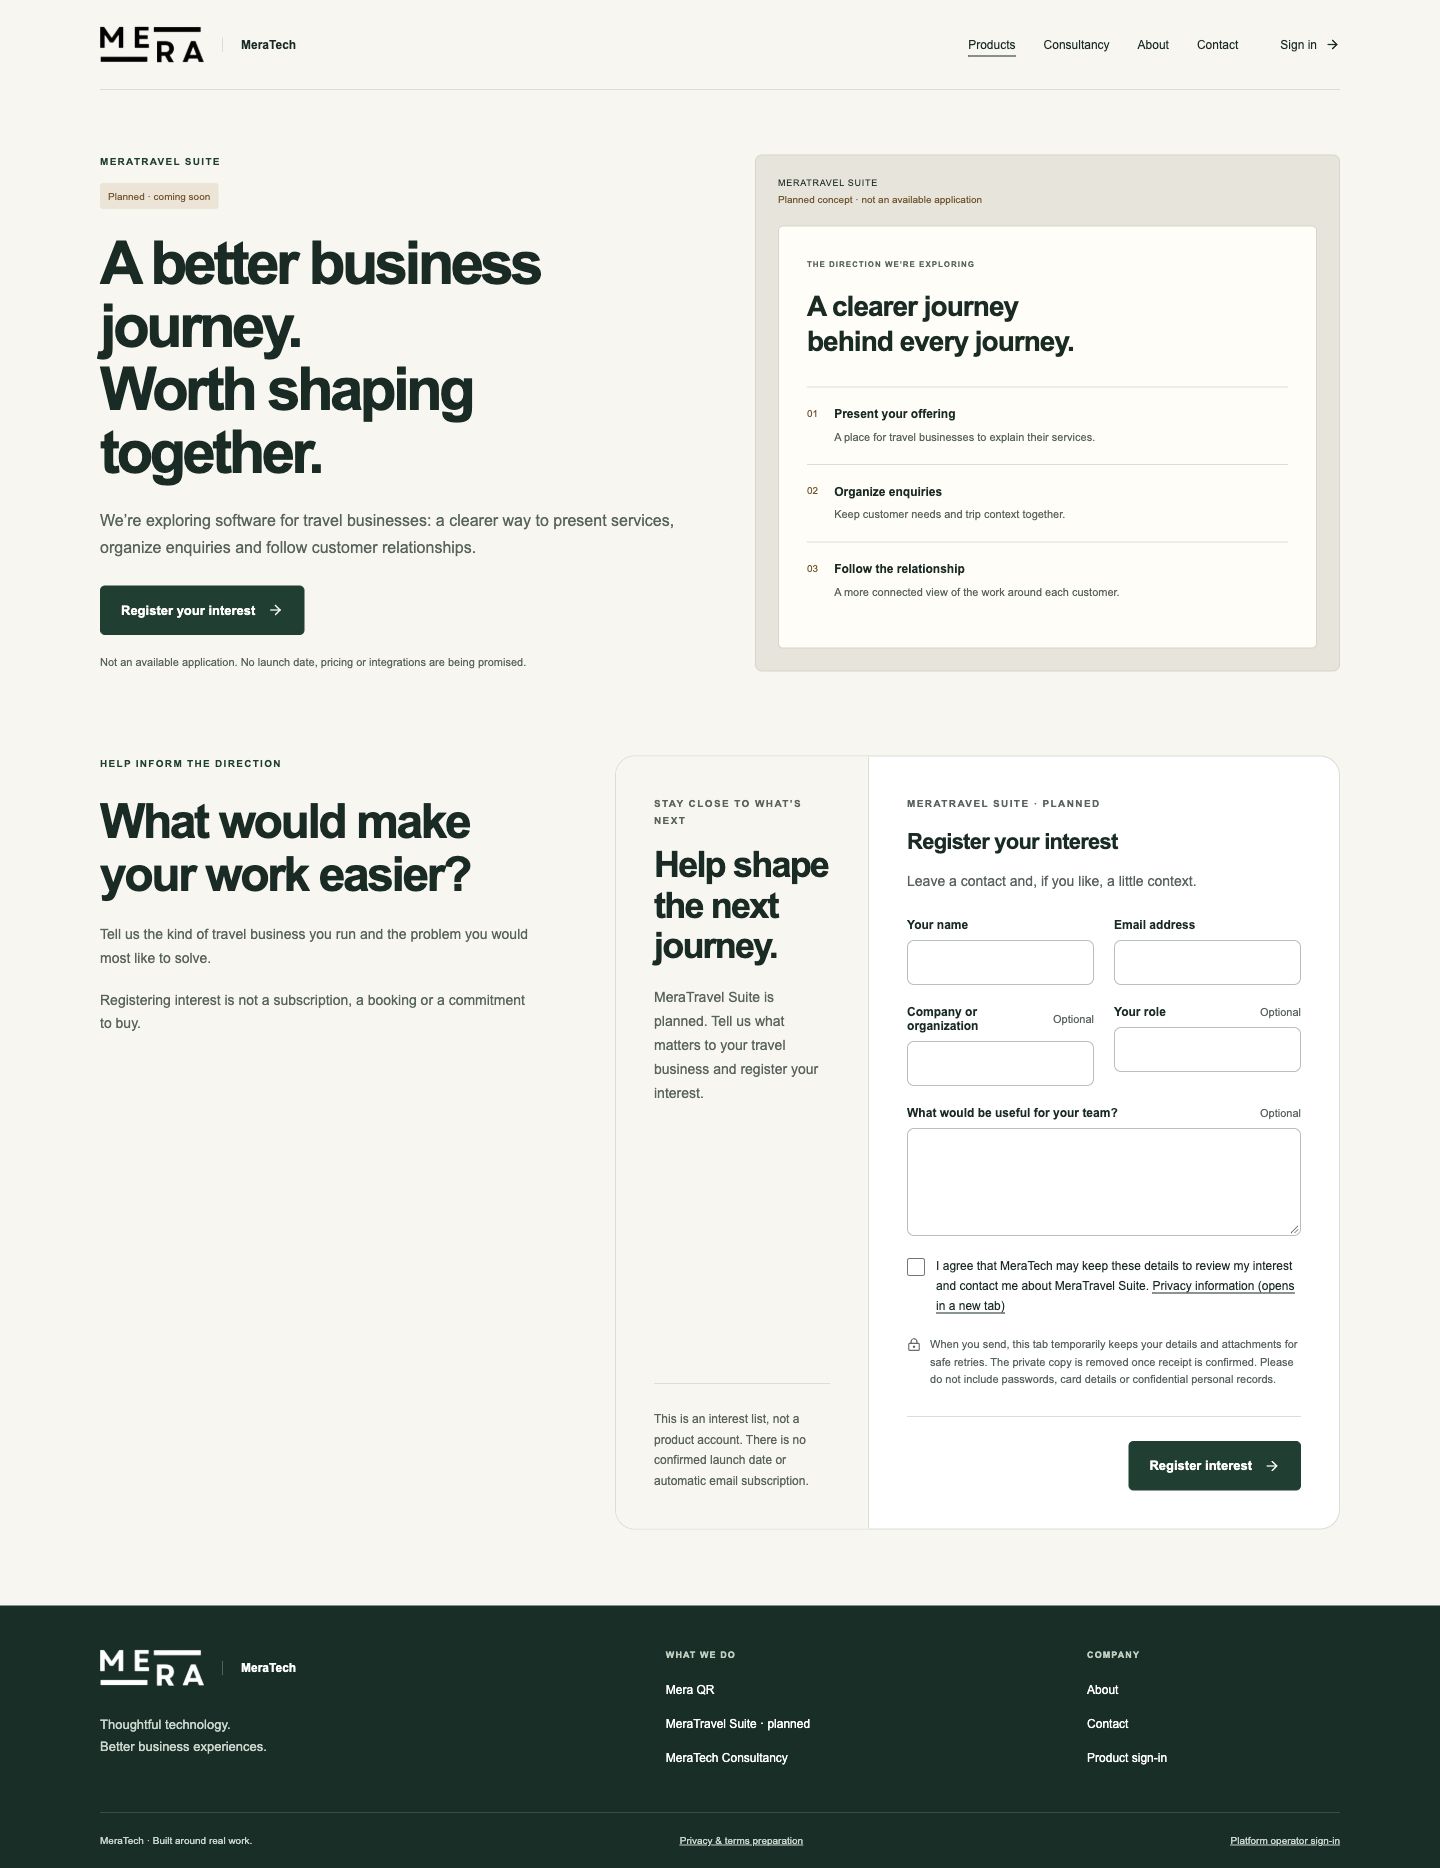 MERA
MeraTech
Products
Consultancy
About
Contact
Sign in
MERATRAVEL SUITE
Planned · coming soon
A better business
journey.
Worth shaping
together.
We're exploring software for travel businesses: a clearer way to present services,
organize enquiries and follow customer relationships.
Register your interest
Not an available application. No launch date, pricing or integrations are being promised.
MERATRAVEL SUITE
Planned concept · not an available application
THE DIRECTION WE'RE EXPLORING
A clearer journey
behind every journey.
01 Present your offering
A place for travel businesses to explain their services.
02 Organize enquiries
Keep customer needs and trip context together.
03 Follow the relationship
A more connected view of the work around each customer.
HELP INFORM THE DIRECTION
What would make
your work easier?
Tell us the kind of travel business you run and the problem you would
most like to solve.
Registering interest is not a subscription, a booking or a commitment
to buy.
STAY CLOSE TO WHAT'S
NEXT
Help shape
the next
journey.
MeraTravel Suite is
planned. Tell us what
matters to your travel
business and register your
interest.
This is an interest list, not a
product account. There is no
confirmed launch date or
automatic email subscription.
MERATRAVEL SUITE · PLANNED
Register your interest
Leave a contact and, if you like, a little context.
Your name
Email address
Company or
organization
Optional
Your role
Optional
What would be useful for your team?
Optional
I agree that MeraTech may keep these details to review my interest
and contact me about MeraTravel Suite. Privacy information (opens
in a new tab)
When you send, this tab temporarily keeps your details and attachments for
safe retries. The private copy is removed once receipt is confirmed. Please
do not include passwords, card details or confidential personal records.
Register interest
MERA
MeraTech
Thoughtful technology.
Better business experiences.
WHAT WE DO
Mera QR
MeraTravel Suite · planned
MeraTech Consultancy
COMPANY
About
Contact
Product sign-in
MeraTech · Built around real work.
Privacy & terms preparation
Platform operator sign-in